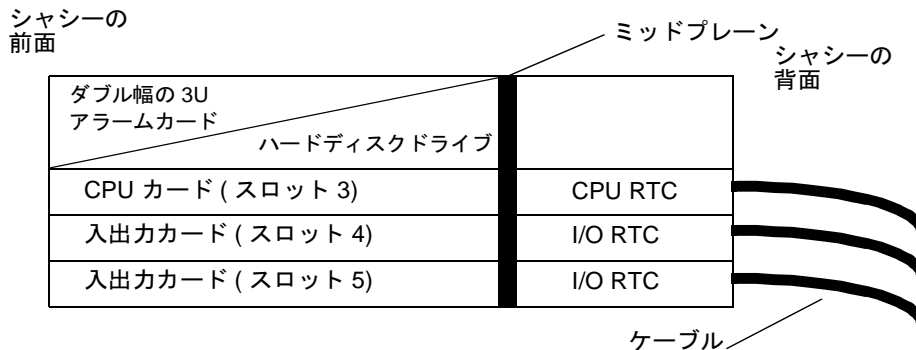 シャシーの
前面
ミッドプレーン
シャシーの
背面
ダブル幅の 3U
アラームカード
ハードディスクドライブ
CPU カード ( スロット 3)
CPU RTC
入出力カード ( スロット 4)
I/O RTC
入出力カード ( スロット 5)
I/O RTC
ケーブル